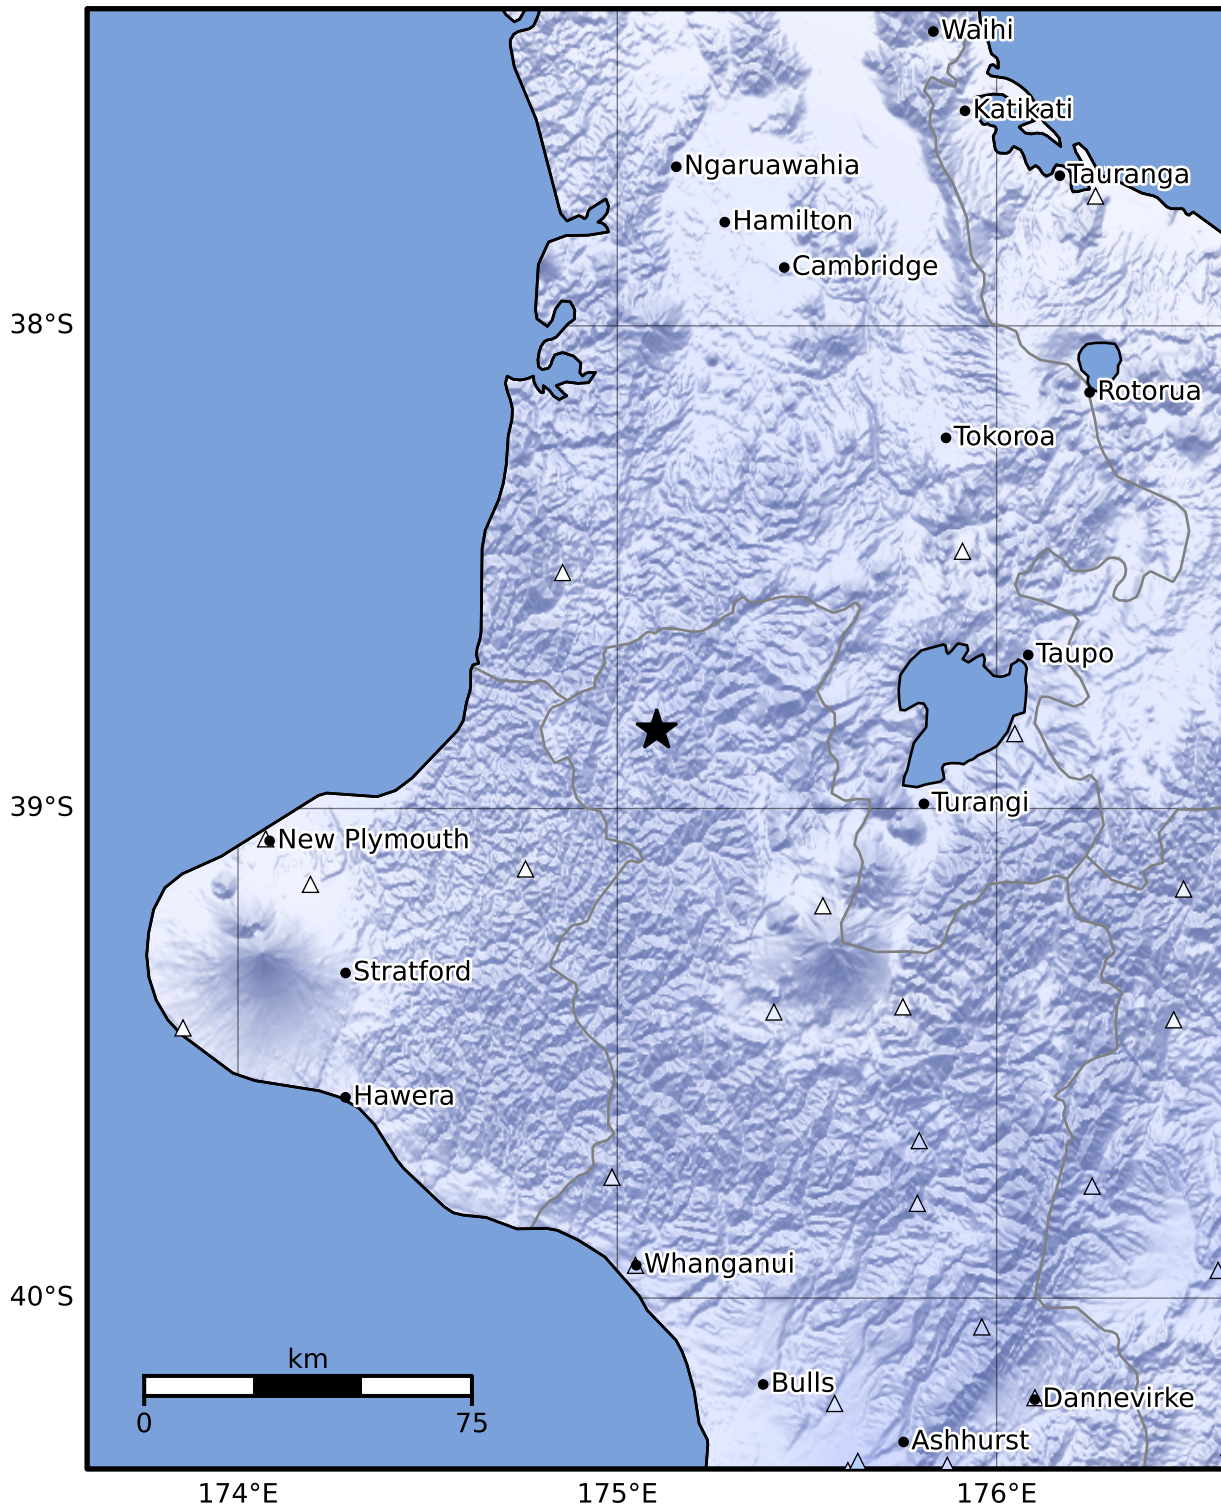 Waihi
Katikati
Ngaruawahia
Tauranga
Hamilton
Cambridge
38°S
Rotorua
Tokoroa
Taupo
39°S
Turangi
New Plymouth
Stratford
Hawera
Whanganui
40°S
km
Bulls
Dannevirke
0
75
Ashhurst
174°E
175°E
176°E